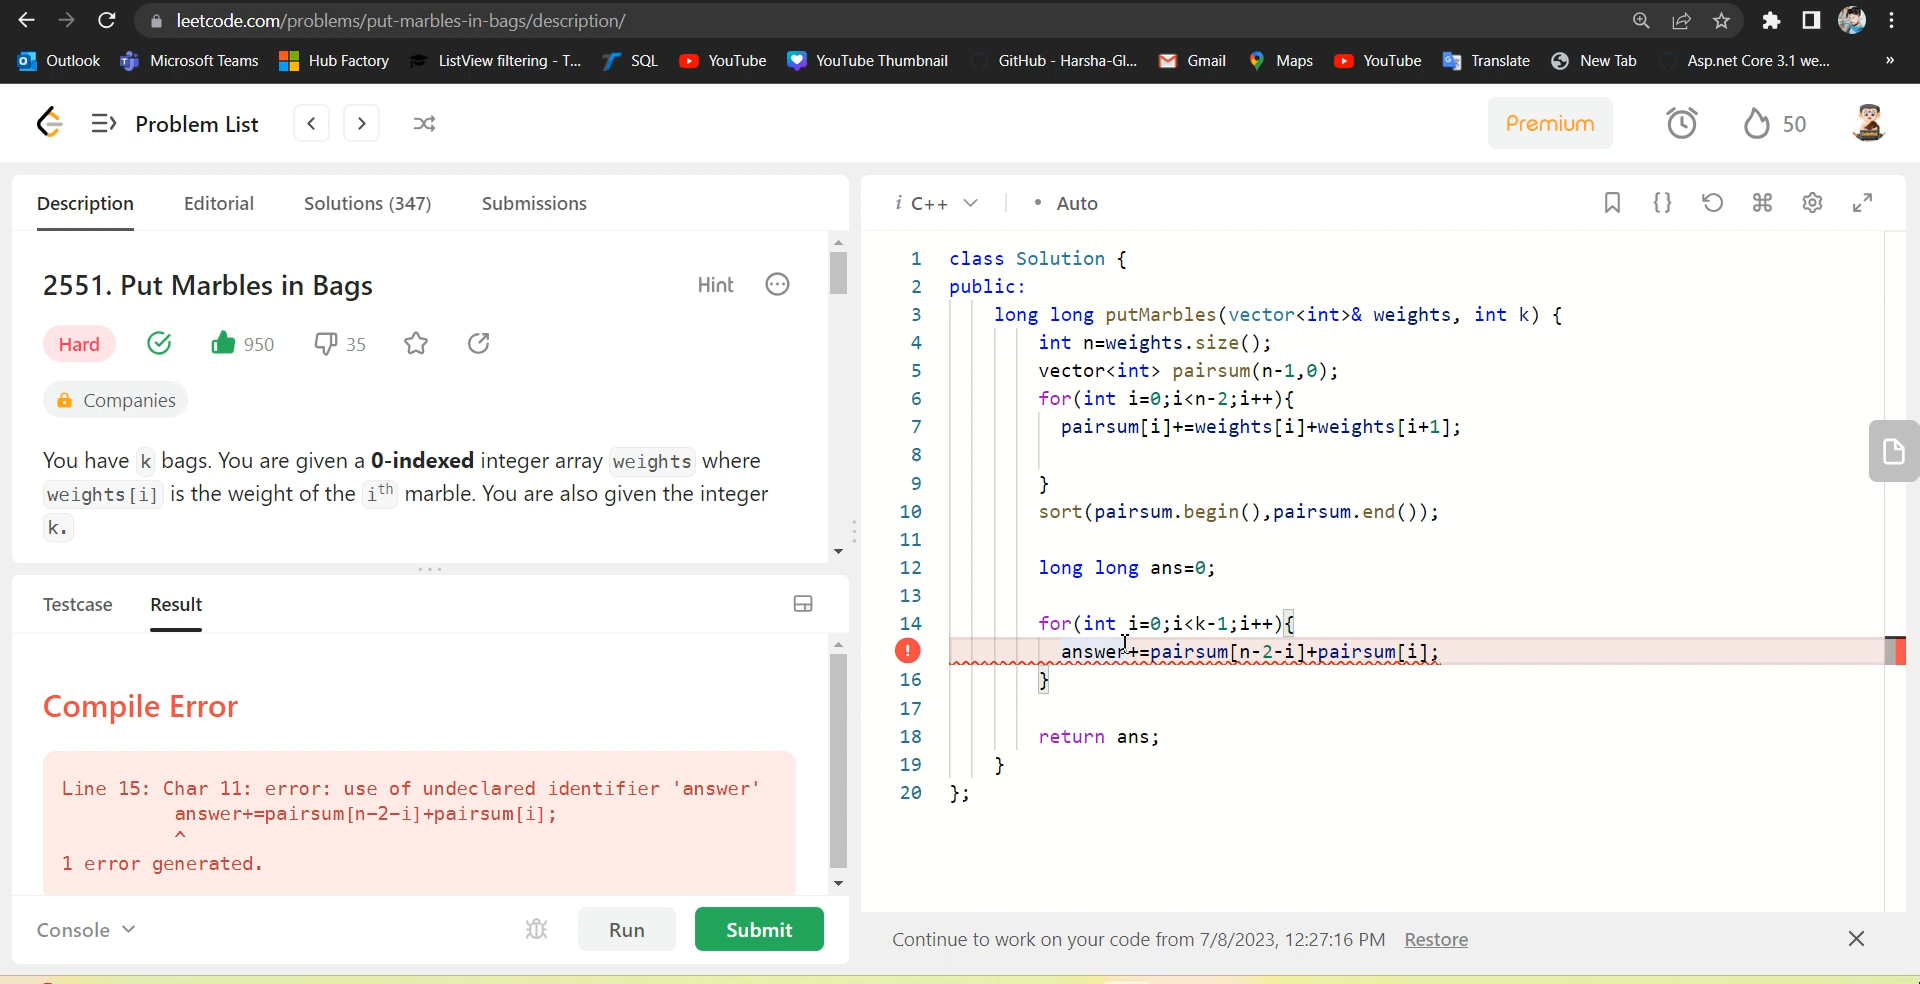 leetcode.com/problems/put-marbles-in-bags/description/
Outlook Microsoft Teams Hub Factory ListView filtering - T... SQL YouTube YouTube Thumbnail GitHub - Harsha-Gl... Gmail Maps YouTube Translate New Tab Asp.net Core 3.1 we... »
Problem List
Premium
50
Description Editorial Solutions (347) Submissions
2551. Put Marbles in Bags
Hint
Hard 950 35
Companies
You have k bags. You are given a 0-indexed integer array weights where
weights[i] is the weight of the ith marble. You are also given the integer
k.
Testcase Result
Compile Error
Line 15: Char 11: error: use of undeclared identifier 'answer'
answer+=pairsum[n-2-i]+pairsum[i];
^
1 error generated.
Console
Run
Submit
i C++ • Auto
1 class Solution {
2 public:
3 long long putMarbles(vector<int>& weights, int k) {
4 int n=weights.size();
5 vector<int> pairsum(n-1,0);
6 for(int i=0;i<n-2;i++){
7 pairsum[i]+=weights[i]+weights[i+1];
8
9 }
10 sort(pairsum.begin(),pairsum.end());
11
12 long long ans=0;
13
14 for(int i=0;i<k-1;i++){
answer+=pairsum[n-2-i]+pairsum[i];
16 }
17
18 return ans;
19 }
20 };
Continue to work on your code from 7/8/2023, 12:27:16 PM Restore